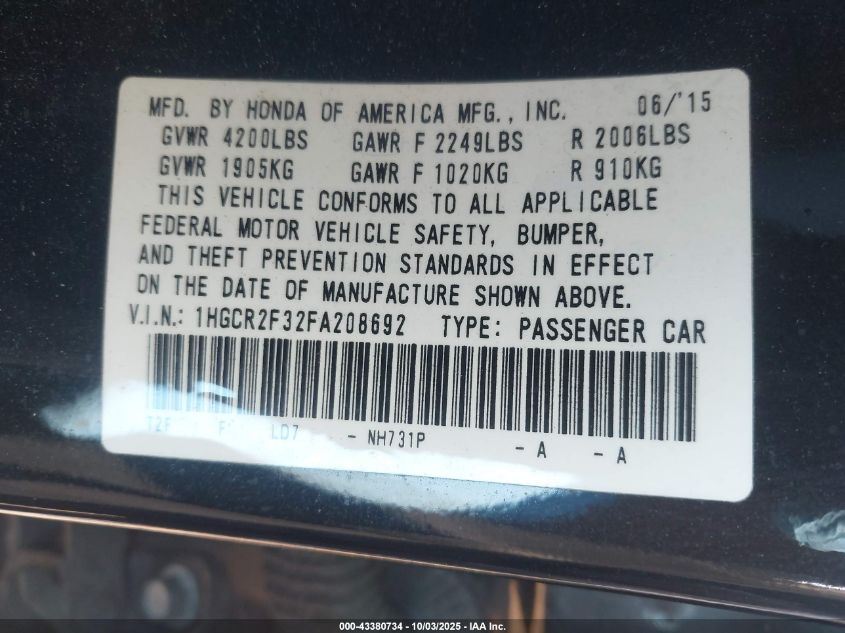 MFD. BY HONDA OF AMERICA MFG., INC. 06/'15
GVWR 4200LBS GAWR F 2249LBS R 2006LBS
GVWR 1905KG GAWR F 1020KG R 910KG
THIS VEHICLE CONFORMS TO ALL APPLICABLE
FEDERAL MOTOR VEHICLE SAFETY, BUMPER,
AND THEFT PREVENTION STANDARDS IN EFFECT
ON THE DATE OF MANUFACTURE SHOWN ABOVE.
V.I.N.: 1HGCR2F32FA208692 TYPE: PASSENGER CAR
LD7 - NH731P - A - A
000-43380734 | 10/03/2025 - IAA Inc.